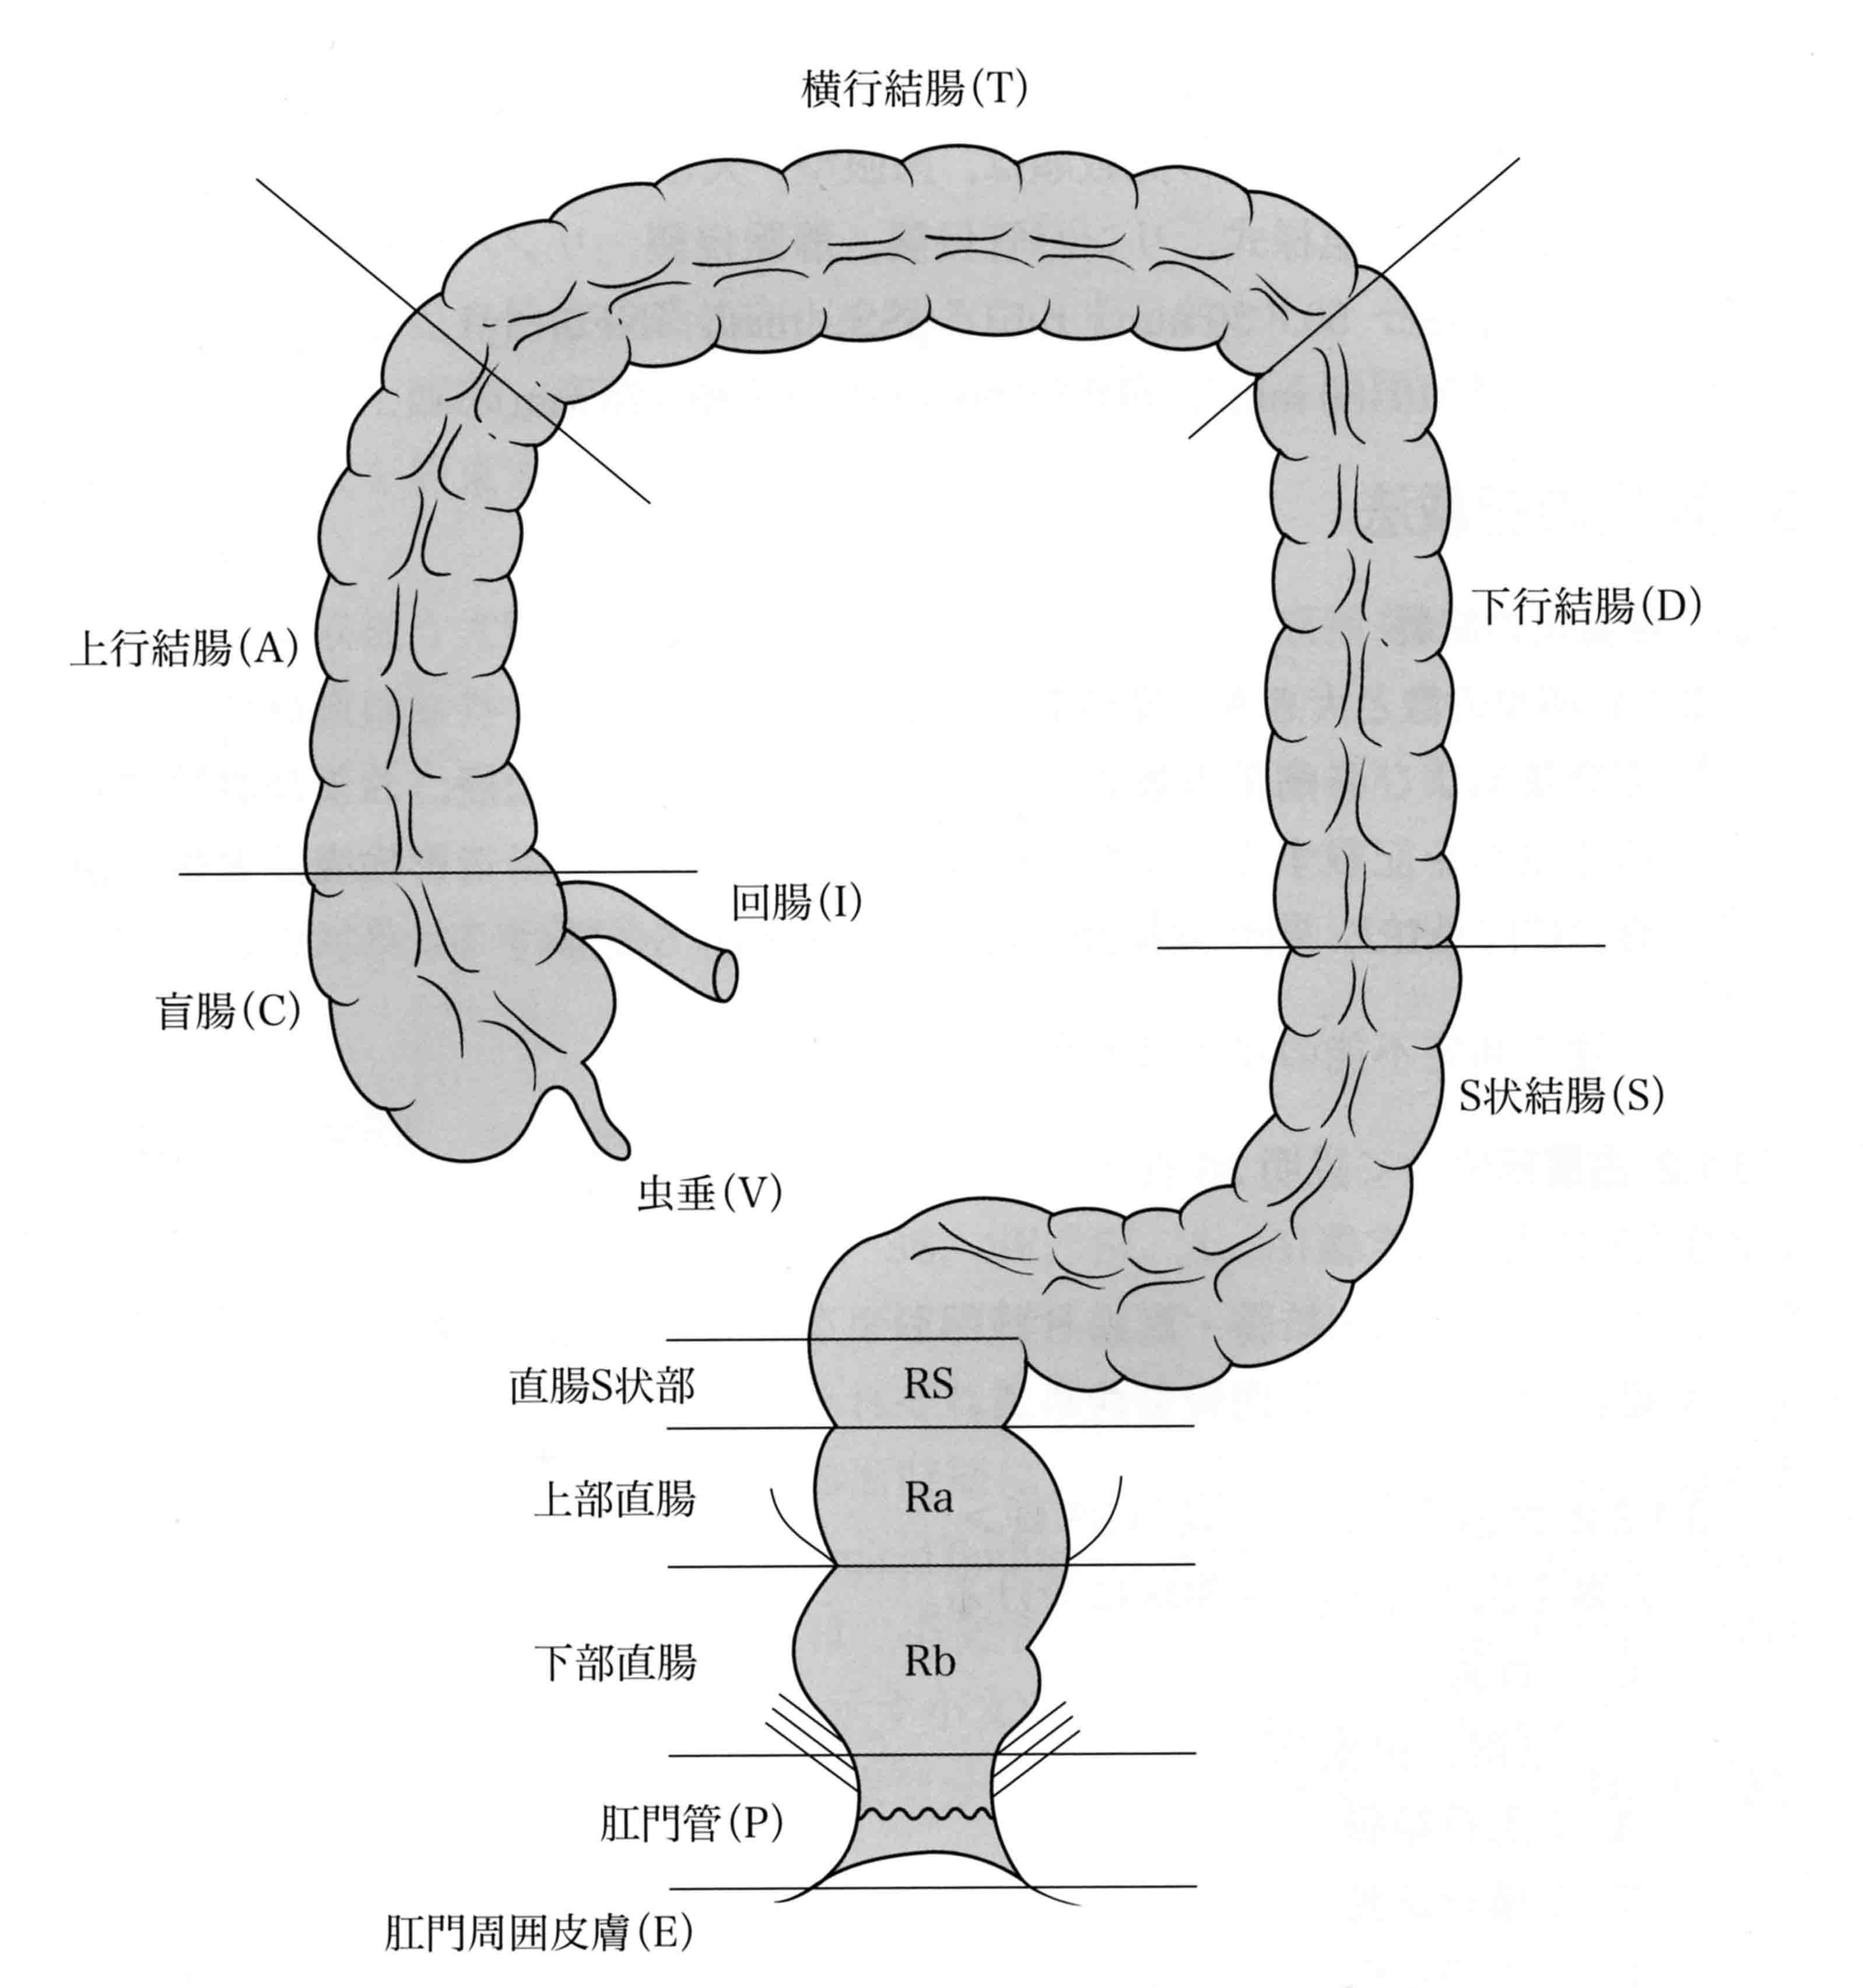 横行結腸(T)
上行結腸(A)
下行結腸(D)
回腸(I)
盲腸(C)
S状結腸(S)
虫垂(V)
直腸S状部
RS
上部直腸
Ra
下部直腸
Rb
肛門管(P)
肛門周囲皮膚(E)